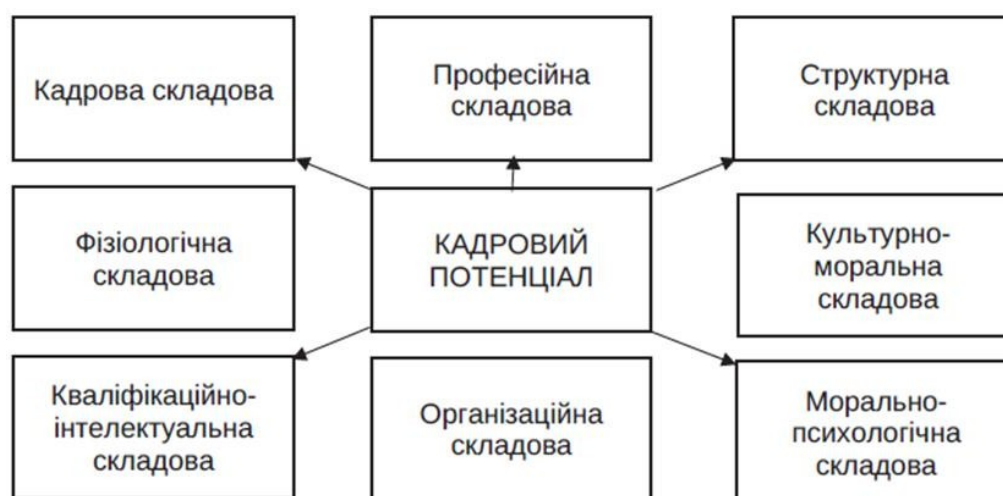 Кадрова складова
Професійна
складова
Структурна
складова
Фізіологічна
складова
КАДРОВИЙ
ПОТЕНЦІАЛ
Культурно-
моральна
складова
Кваліфікаційно-
інтелектуальна
складова
Організаційна
складова
Морально-
психологічна
складова